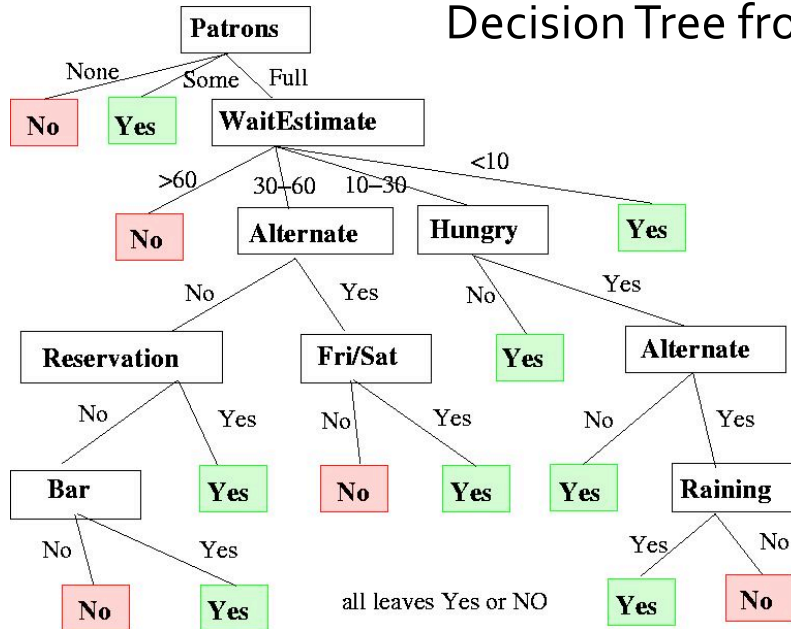 Decision Tree fro
Patrons
None Some Full
No Yes WaitEstimate
>60 30–60 10–30 <10
No Alternate Hungry Yes
No Yes No Yes
Reservation Fri/Sat Yes Alternate
No Yes No Yes No Yes
Bar Yes No Yes Yes Raining
No Yes Yes No
No Yes all leaves Yes or NO Yes No